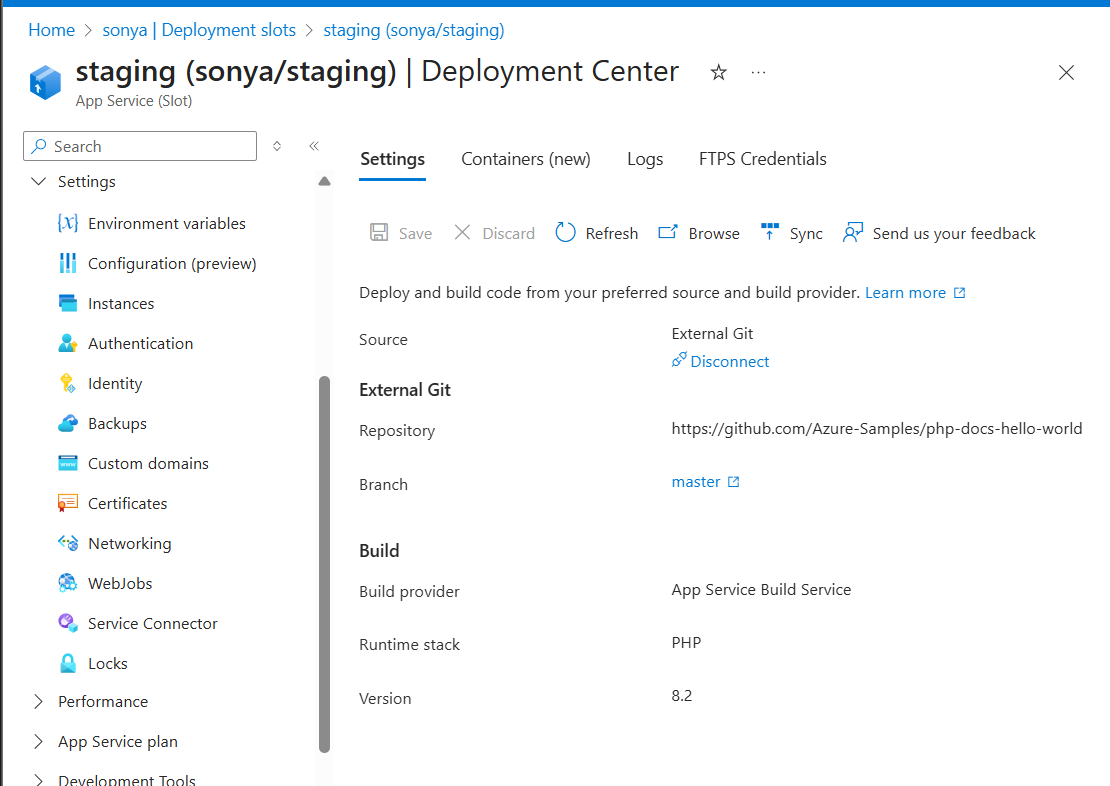 Home > sonya | Deployment slots > staging (sonya/staging)
staging (sonya/staging) | Deployment Center
App Service (Slot)
Search
Settings
Environment variables
Configuration (preview)
Instances
Authentication
Identity
Backups
Custom domains
Certificates
Networking
WebJobs
Service Connector
Locks
Performance
App Service plan
Development Tools
Settings Containers (new) Logs FTPS Credentials
Save Discard Refresh Browse Sync Send us your feedback
Deploy and build code from your preferred source and build provider. Learn more
Source External Git
Disconnect
External Git
Repository https://github.com/Azure-Samples/php-docs-hello-world
Branch master
Build
Build provider App Service Build Service
Runtime stack PHP
Version 8.2